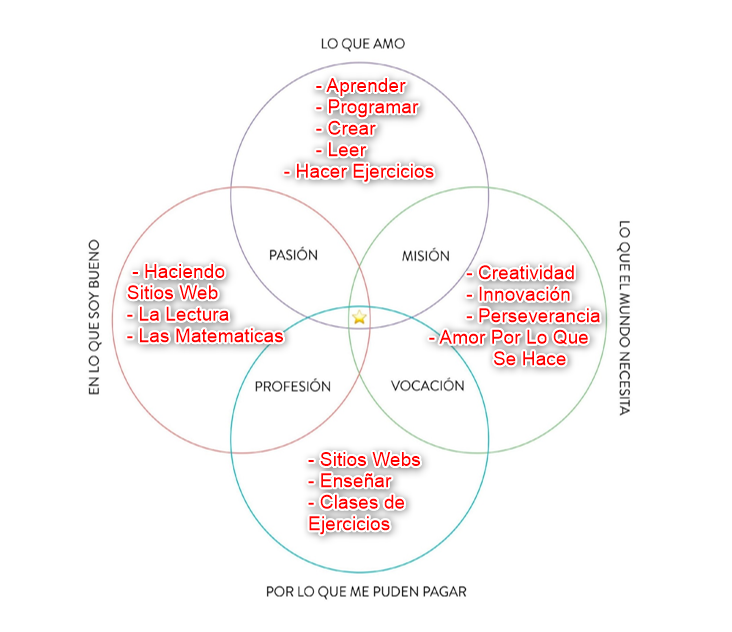 LO QUE AMO
- Aprender
- Programar
- Crear
- Leer
- Hacer Ejercicios
PASIÓN
MISIÓN
EN LO QUE SOY BUENO
- Haciendo
Sitios Web
- La Lectura
- Las Matematicas
LO QUE EL MUNDO NECESITA
- Creatividad
- Innovación
- Perseverancia
- Amor Por Lo Que
Se Hace
PROFESIÓN
VOCACIÓN
- Sitios Webs
- Enseñar
- Clases de
Ejercicios
POR LO QUE ME PUDEN PAGAR